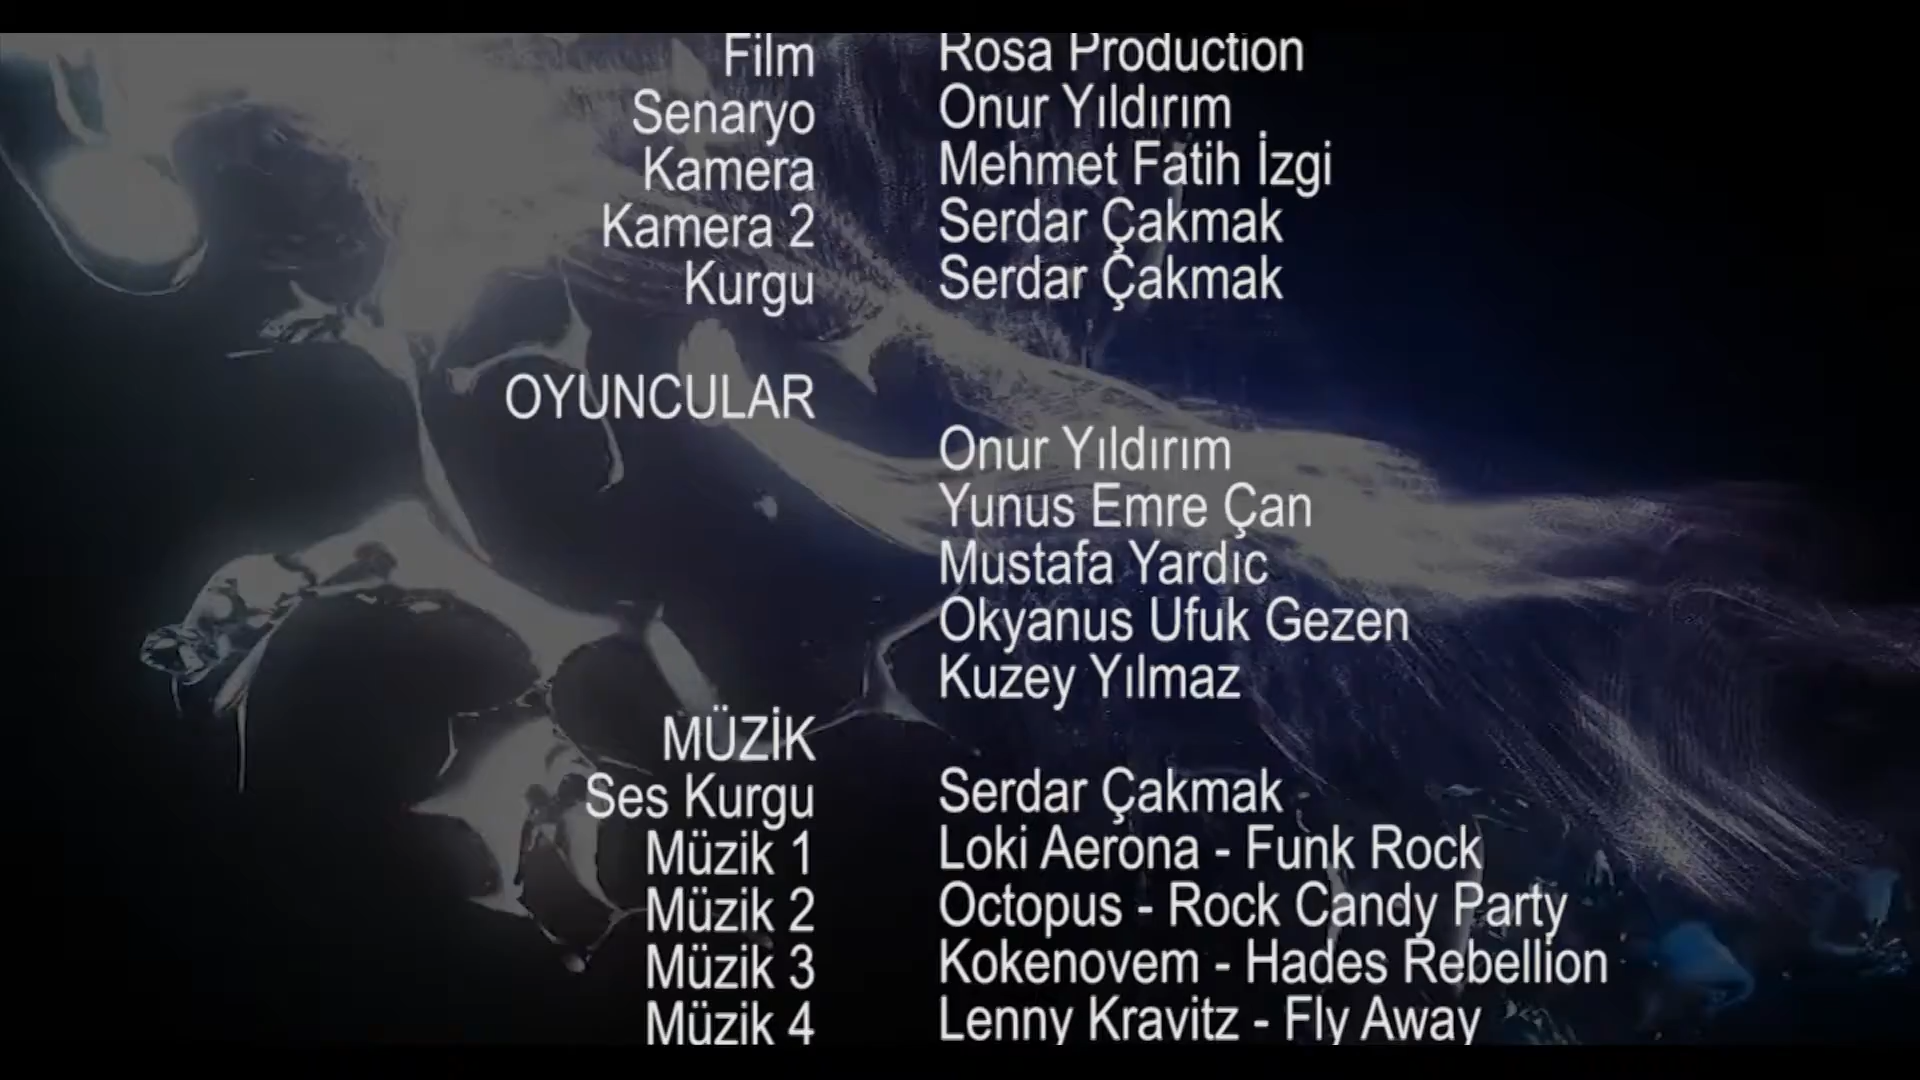 Film Rosa Production
Senaryo Onur Yıldırım
Kamera Mehmet Fatih İzgi
Kamera 2 Serdar Çakmak
Kurgu Serdar Çakmak
OYUNCULAR
Onur Yıldırım
Yunus Emre Çan
Mustafa Yardıc
Okyanus Ufuk Gezen
Kuzey Yılmaz
MÜZİK
Ses Kurgu Serdar Çakmak
Müzik 1 Loki Aerona - Funk Rock
Müzik 2 Octopus - Rock Candy Party
Müzik 3 Kokenovem - Hades Rebellion
Müzik 4 Lenny Kravitz - Fly Away